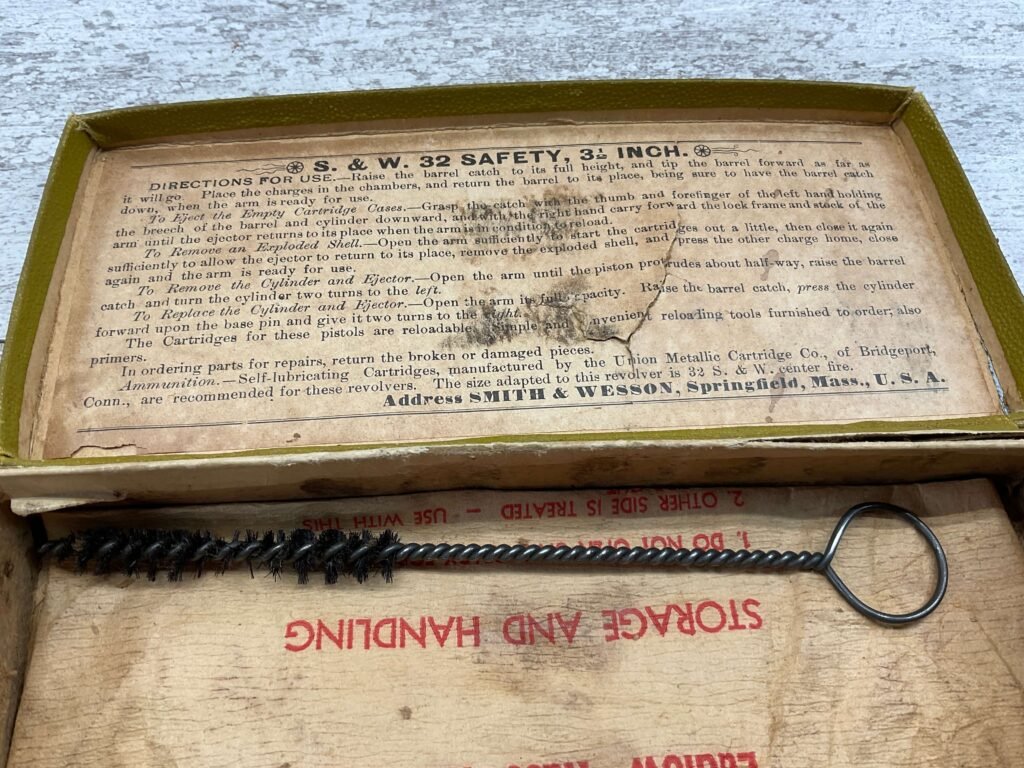 S. & W. 32 SAFETY, 3½ INCH.
DIRECTIONS FOR USE.—Raise the barrel catch to its full height, and tip the barrel forward as far as
it will go. Place the charges in the chambers, and return the barrel to its place, being sure to have the barrel catch
down, when the arm is ready for use.
To Eject the Empty Cartridge Cases.—Grasp the catch with the thumb and forefinger of the left hand holding
the breech of the barrel and cylinder downward, and with the right hand carry forward the lock frame and stock of the
arm until the ejector returns to its place when the arm is in condition to reload.
To Remove an Exploded Shell.—Open the arm sufficiently to start the cartridges out a little, then close it again
sufficiently to allow the ejector to return to its place, remove the exploded shell, and press the other charge home, close
again and the arm is ready for use.
To Remove the Cylinder and Ejector.—Open the arm until the piston protrudes about half-way, raise the barrel
catch and turn the cylinder two turns to the left.
To Replace the Cylinder and Ejector.—Open the arm its full capacity. Raise the barrel catch, press the cylinder
forward upon the base pin and give it two turns to the right.
The Cartridges for these pistols are reloadable. Simple and nvenient reloading tools furnished to order; also
primers.
In ordering parts for repairs, return the broken or damaged pieces.
Ammunition.—Self-lubricating Cartridges, manufactured by the Union Metallic Cartridge Co., of Bridgeport,
Conn., are recommended for these revolvers. The size adapted to this revolver is 32 S. & W. center fire.
Address SMITH & WESSON, Springfield, Mass., U. S. A.
2. OTHER SIDE IS TREATED - USE WITH THIS
1. DO NOT
STORAGE AND HANDLING
Ludlow